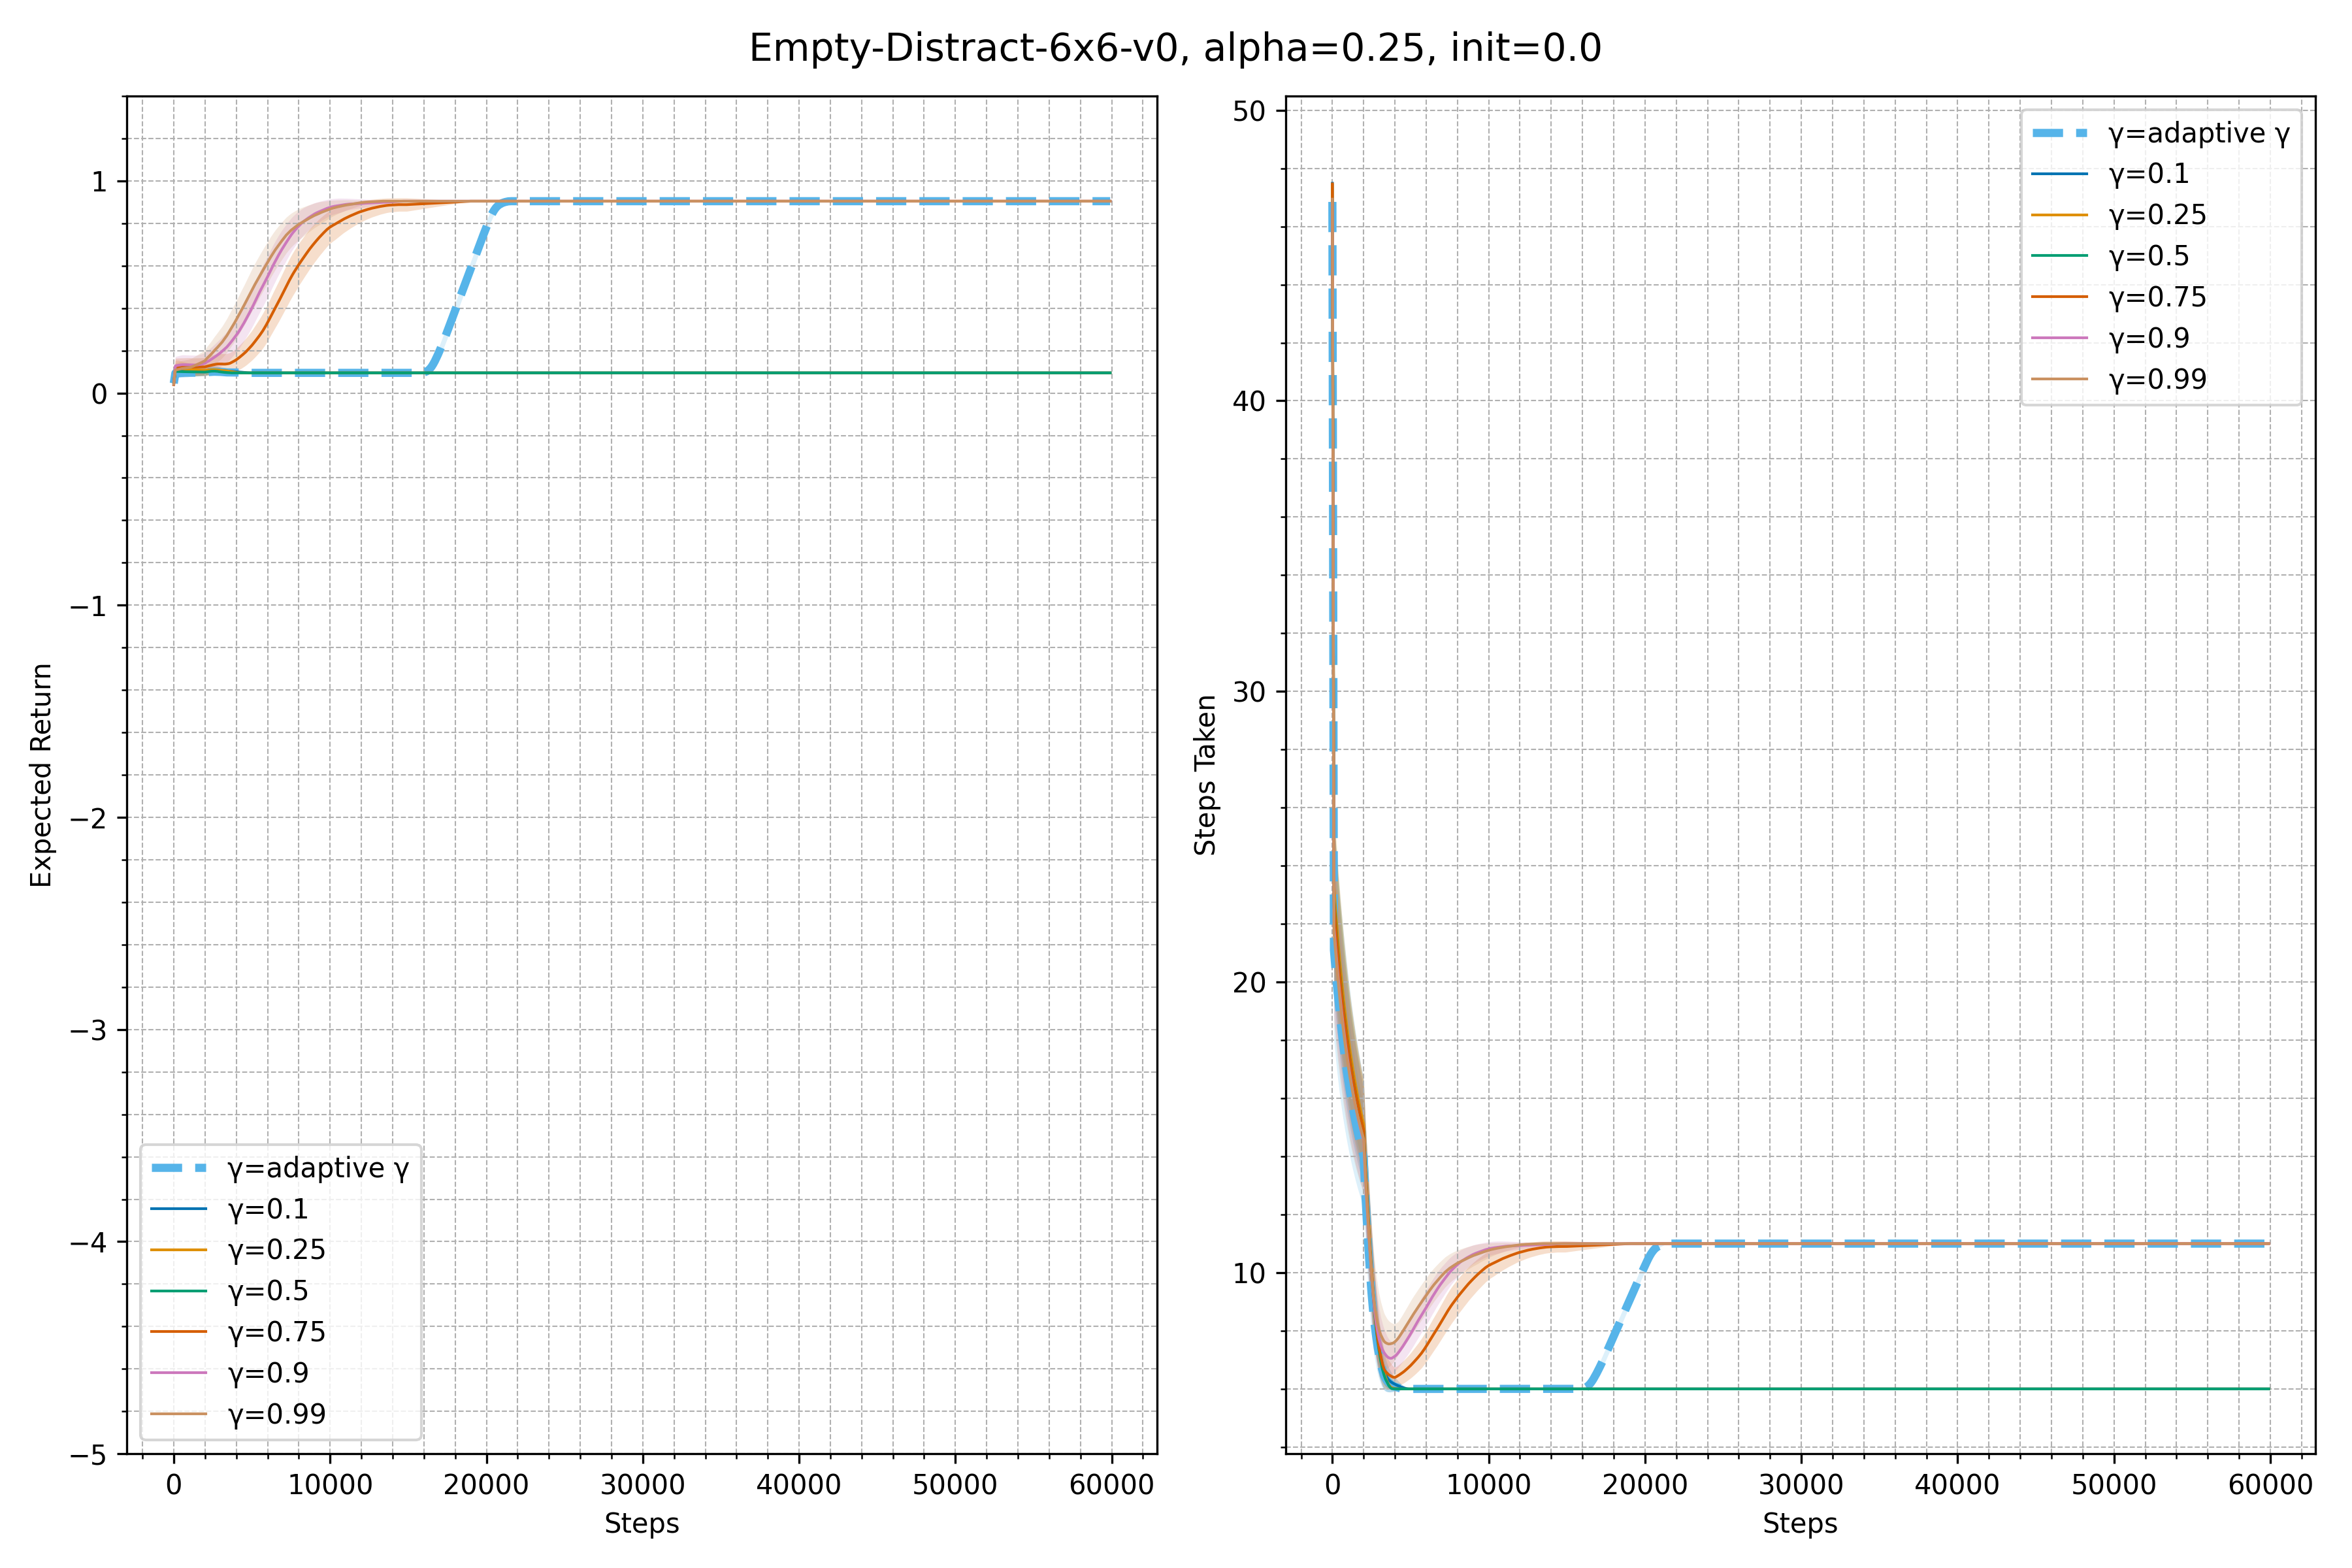 Empty-Distract-6x6-v0, alpha=0.25, init=0.0
Expected Return
1
0
−1
−2
−3
−4
−5
γ=adaptive γ
γ=0.1
γ=0.25
γ=0.5
γ=0.75
γ=0.9
γ=0.99
0 10000 20000 30000 40000 50000 60000
Steps
Steps Taken
50
40
30
20
10
γ=adaptive γ
γ=0.1
γ=0.25
γ=0.5
γ=0.75
γ=0.9
γ=0.99
0 10000 20000 30000 40000 50000 60000
Steps